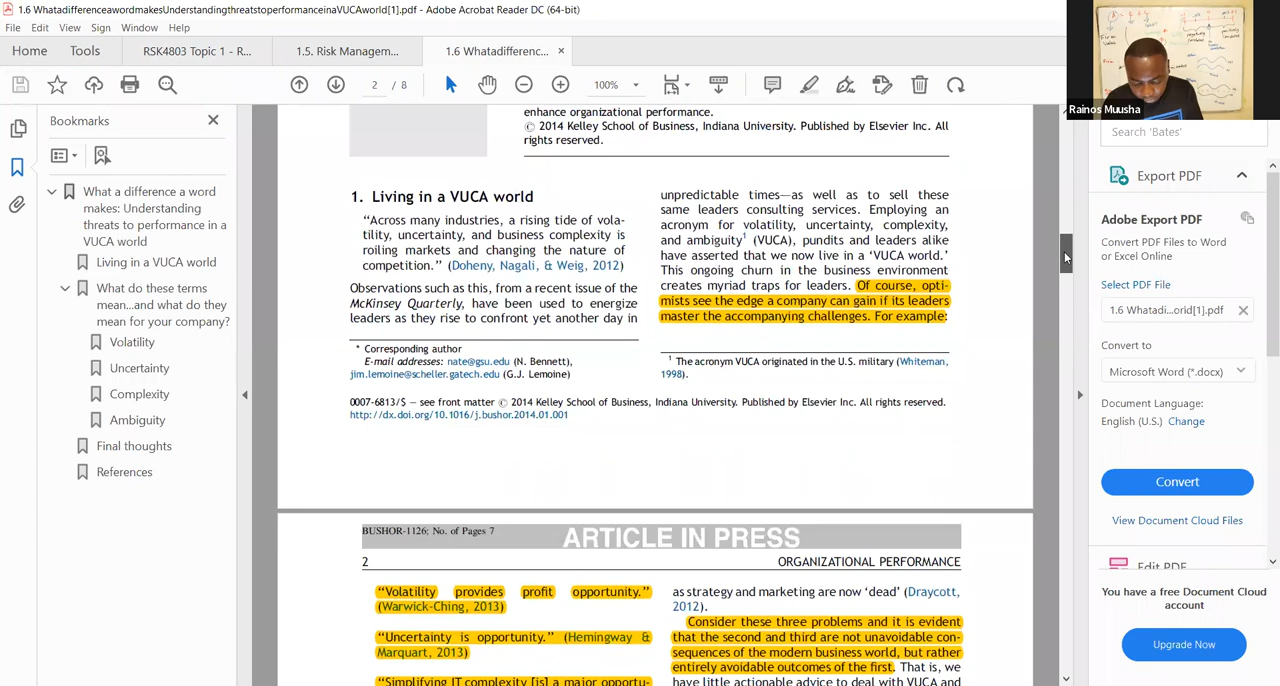 1.6 WhatadifferenceawordmakesUnderstandingthreatstoperformanceinaVUCAworld[1].pdf - Adobe Acrobat Reader DC (64-bit)
File Edit View Sign Window Help
Home Tools RSK4803 Topic 1 - R... 1.5. Risk Managem... 1.6 Whatadifferenc... ×
2 / 8 100%
Rainos Muusha
Bookmarks
What a difference a word
makes: Understanding
threats to performance in a
VUCA world
Living in a VUCA world
What do these terms
mean...and what do they
mean for your company?
Volatility
Uncertainty
Complexity
Ambiguity
Final thoughts
References
enhance organizational performance.
© 2014 Kelley School of Business, Indiana University. Published by Elsevier Inc. All
rights reserved.
1. Living in a VUCA world
“Across many industries, a rising tide of vola-
tility, uncertainty, and business complexity is
roiling markets and changing the nature of
competition.” (Doheny, Nagali, & Weig, 2012)
Observations such as this, from a recent issue of the
McKinsey Quarterly, have been used to energize
leaders as they rise to confront yet another day in
* Corresponding author
E-mail addresses: nate@gsu.edu (N. Bennett),
jim.lemoine@scheller.gatech.edu (G.J. Lemoine)
unpredictable times—as well as to sell these
same leaders consulting services. Employing an
acronym for volatility, uncertainty, complexity,
and ambiguity1 (VUCA), pundits and leaders alike
have asserted that we now live in a ‘VUCA world.’
This ongoing churn in the business environment
creates myriad traps for leaders. Of course, opti-
mists see the edge a company can gain if its leaders
master the accompanying challenges. For example:
1 The acronym VUCA originated in the U.S. military (Whiteman,
1998).
0007-6813/$ — see front matter © 2014 Kelley School of Business, Indiana University. Published by Elsevier Inc. All rights reserved.
http://dx.doi.org/10.1016/j.bushor.2014.01.001
BUSHOR-1126; No. of Pages 7
ARTICLE IN PRESS
2 ORGANIZATIONAL PERFORMANCE
“Volatility provides profit opportunity.”
(Warwick-Ching, 2013)
“Uncertainty is opportunity.” (Hemingway &
Marquart, 2013)
“Simplifying IT complexity [is] a major opportu-
as strategy and marketing are now ‘dead’ (Draycott,
2012).
Consider these three problems and it is evident
that the second and third are not unavoidable con-
sequences of the modern business world, but rather
entirely avoidable outcomes of the first. That is, we
have little actionable advice to deal with VUCA and
Search 'Bates'
Export PDF
Adobe Export PDF
Convert PDF Files to Word
or Excel Online
Select PDF File
1.6 Whatadi...orld[1].pdf
Convert to
Microsoft Word (*.docx)
Document Language:
English (U.S.) Change
Convert
View Document Cloud Files
Edit PDF
You have a free Document Cloud
account
Upgrade Now